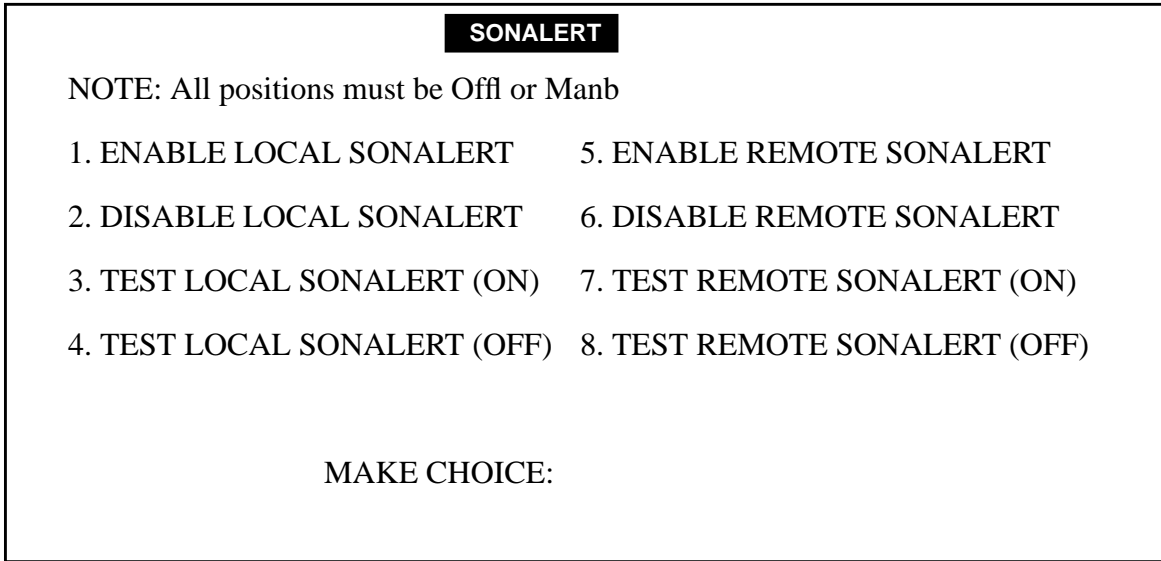 SONALERT
NOTE: All positions must be Offl or Manb
1. ENABLE LOCAL SONALERT 5. ENABLE REMOTE SONALERT
2. DISABLE LOCAL SONALERT 6. DISABLE REMOTE SONALERT
3. TEST LOCAL SONALERT (ON) 7. TEST REMOTE SONALERT (ON)
4. TEST LOCAL SONALERT (OFF) 8. TEST REMOTE SONALERT (OFF)
MAKE CHOICE: